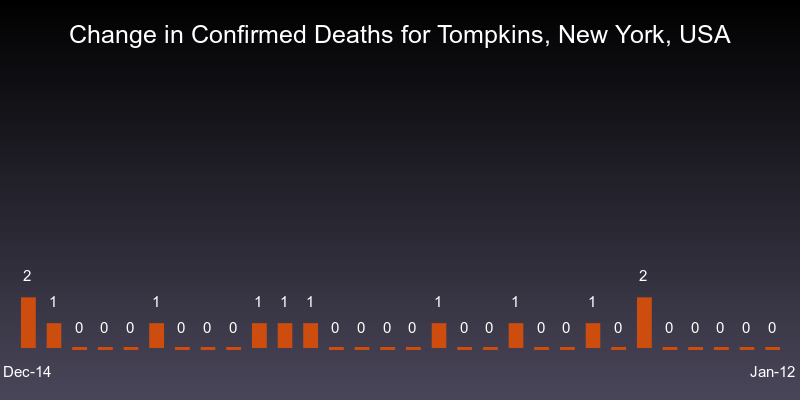 Change in Confirmed Deaths for Tompkins, New York, USA
2 1 0 0 0 1 0 0 0 1 1 1 0 0 0 0 1 0 0 1 0 0 1 0 2 0 0 0 0 0
Dec-14 Jan-12